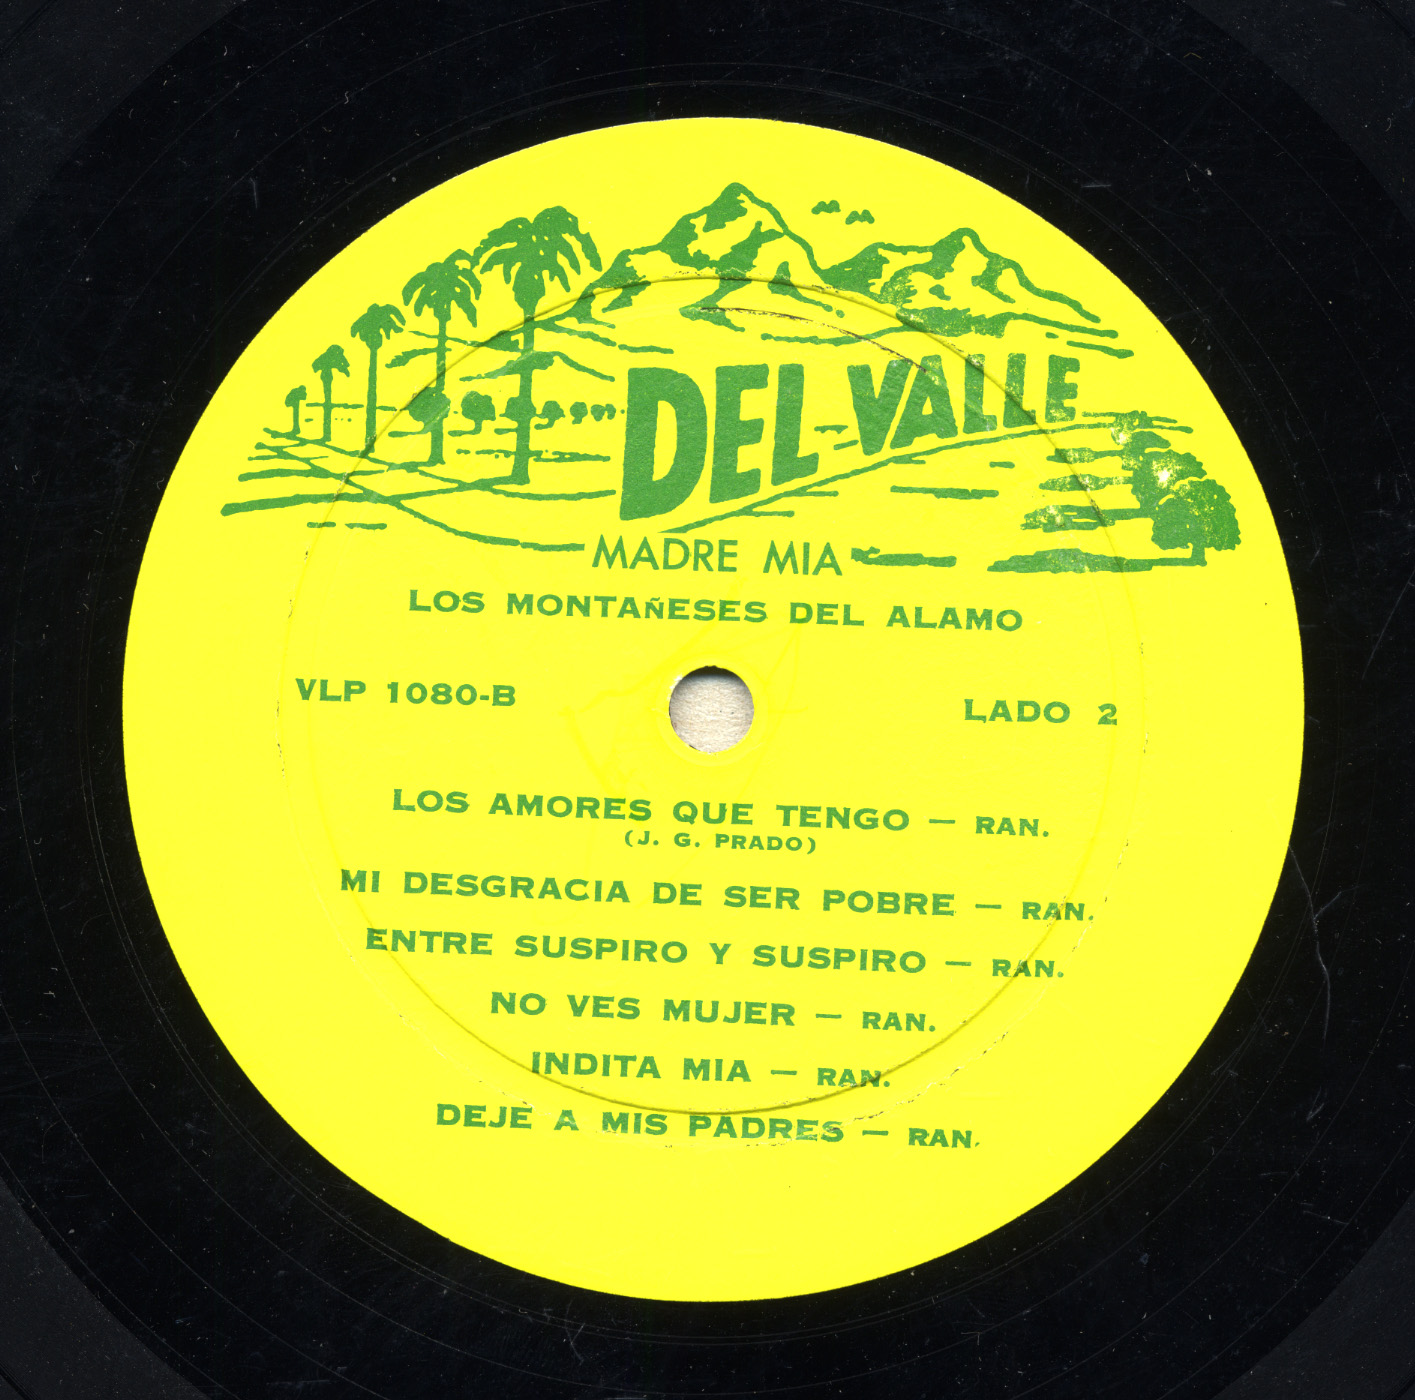 DEL VALLE
MADRE MIA
LOS MONTAÑESES DEL ALAMO
VLP 1080-B
LADO 2
LOS AMORES QUE TENGO — RAN.
(J. G. PRADO)
MI DESGRACIA DE SER POBRE — RAN.
ENTRE SUSPIRO Y SUSPIRO — RAN.
NO VES MUJER — RAN.
INDITA MIA — RAN.
DEJE A MIS PADRES — RAN.